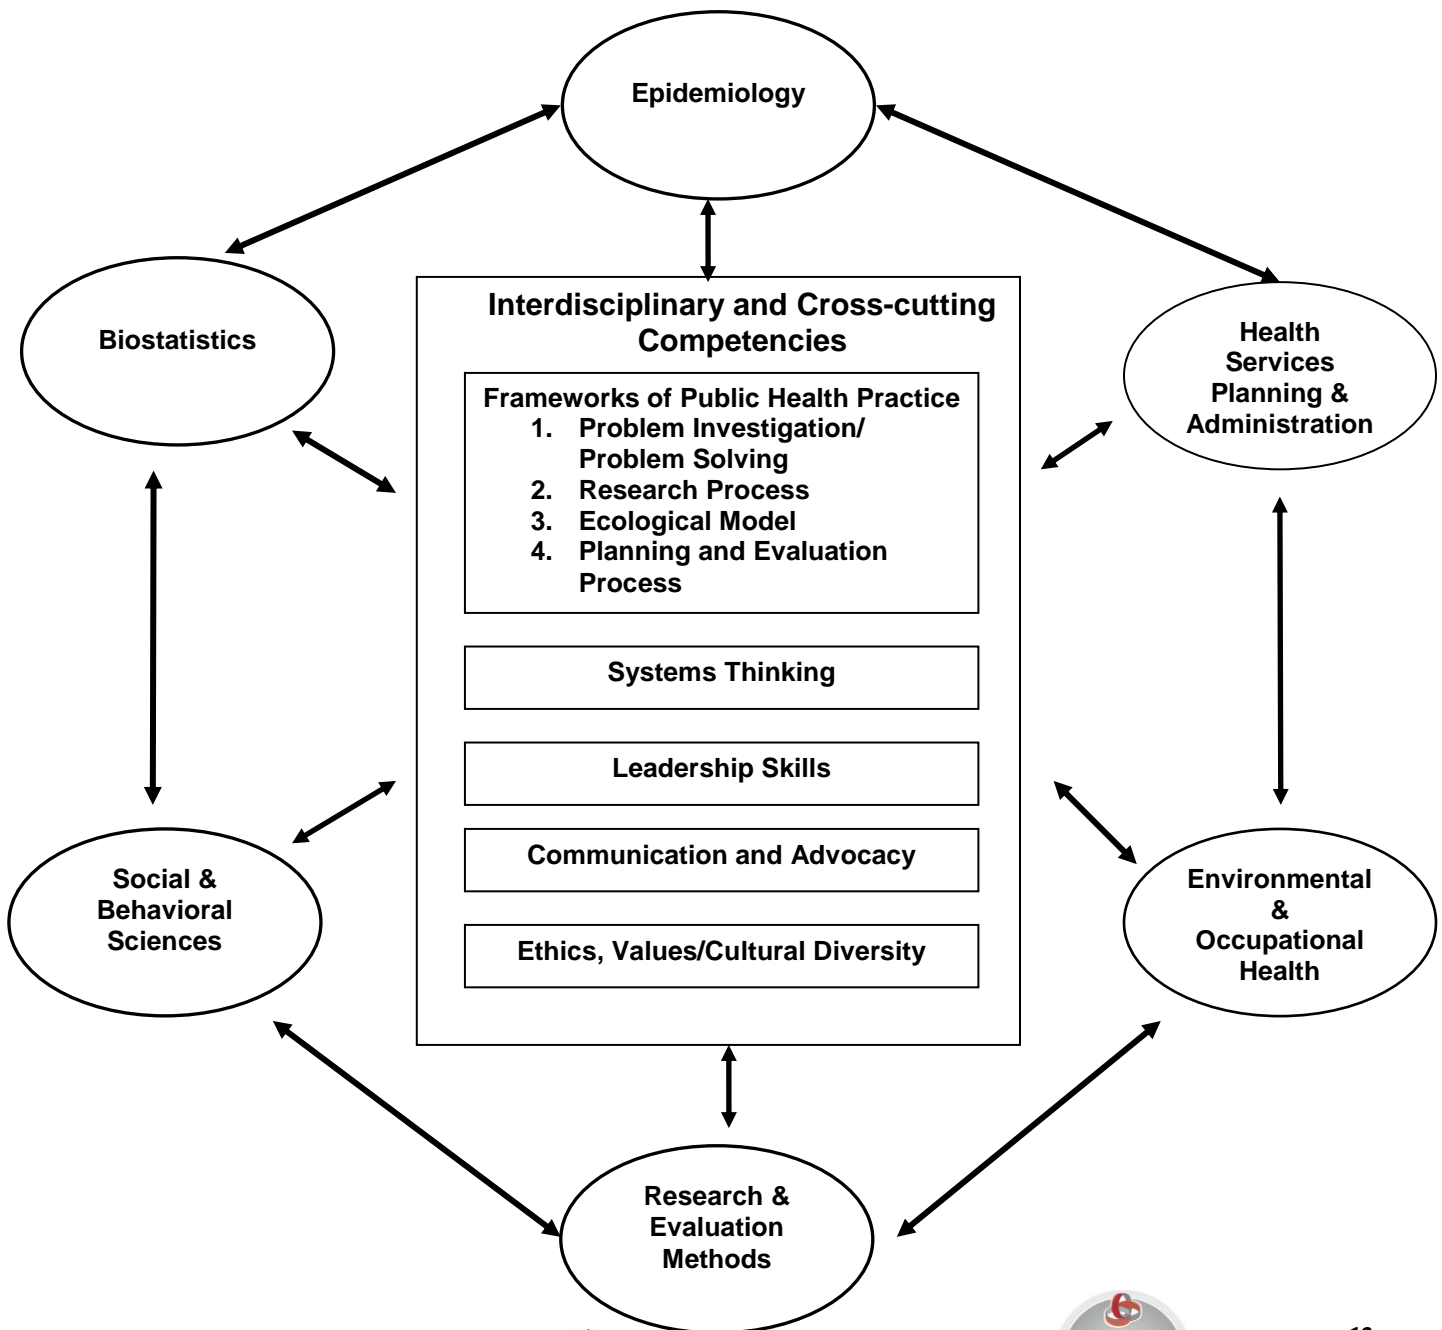 Epidemiology
Interdisciplinary and Cross-cutting
Competencies
Biostatistics
Health
Services
Planning &
Administration
Frameworks of Public Health Practice
1. Problem Investigation/
Problem Solving
2. Research Process
3. Ecological Model
4. Planning and Evaluation
Process
Systems Thinking
Leadership Skills
Communication and Advocacy
Social &
Behavioral
Sciences
Environmental
&
Occupational
Health
Ethics, Values/Cultural Diversity
Research &
Evaluation
Methods